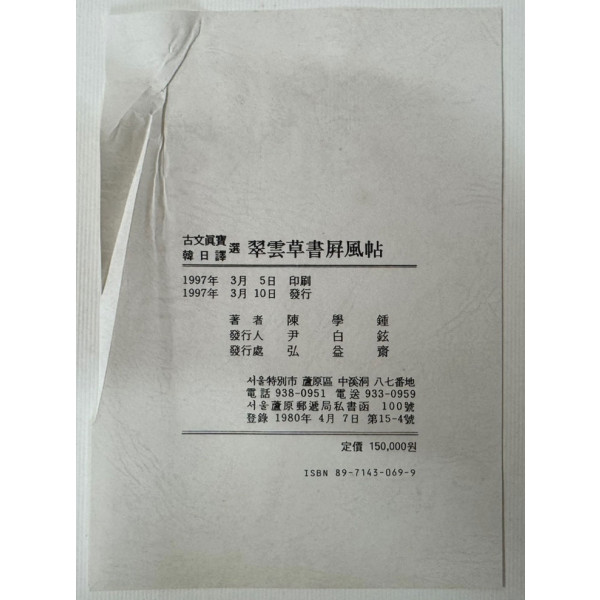 古文眞寶
韓日譯 選 翠雲草書屛風帖
1997年 3月 5日 印刷
1997年 3月 10日 發行
著者 陳學鍾
發行人 尹白鉉
發行處 弘益齋
서울特別市 蘆原區 中溪洞 八七番地
電話 938-0951 電送 933-0959
서울蘆原郵遞局私書函 100號
登錄 1980年 4月 7日 第15-4號
定價 150,000원
ISBN 89-7143-069-9